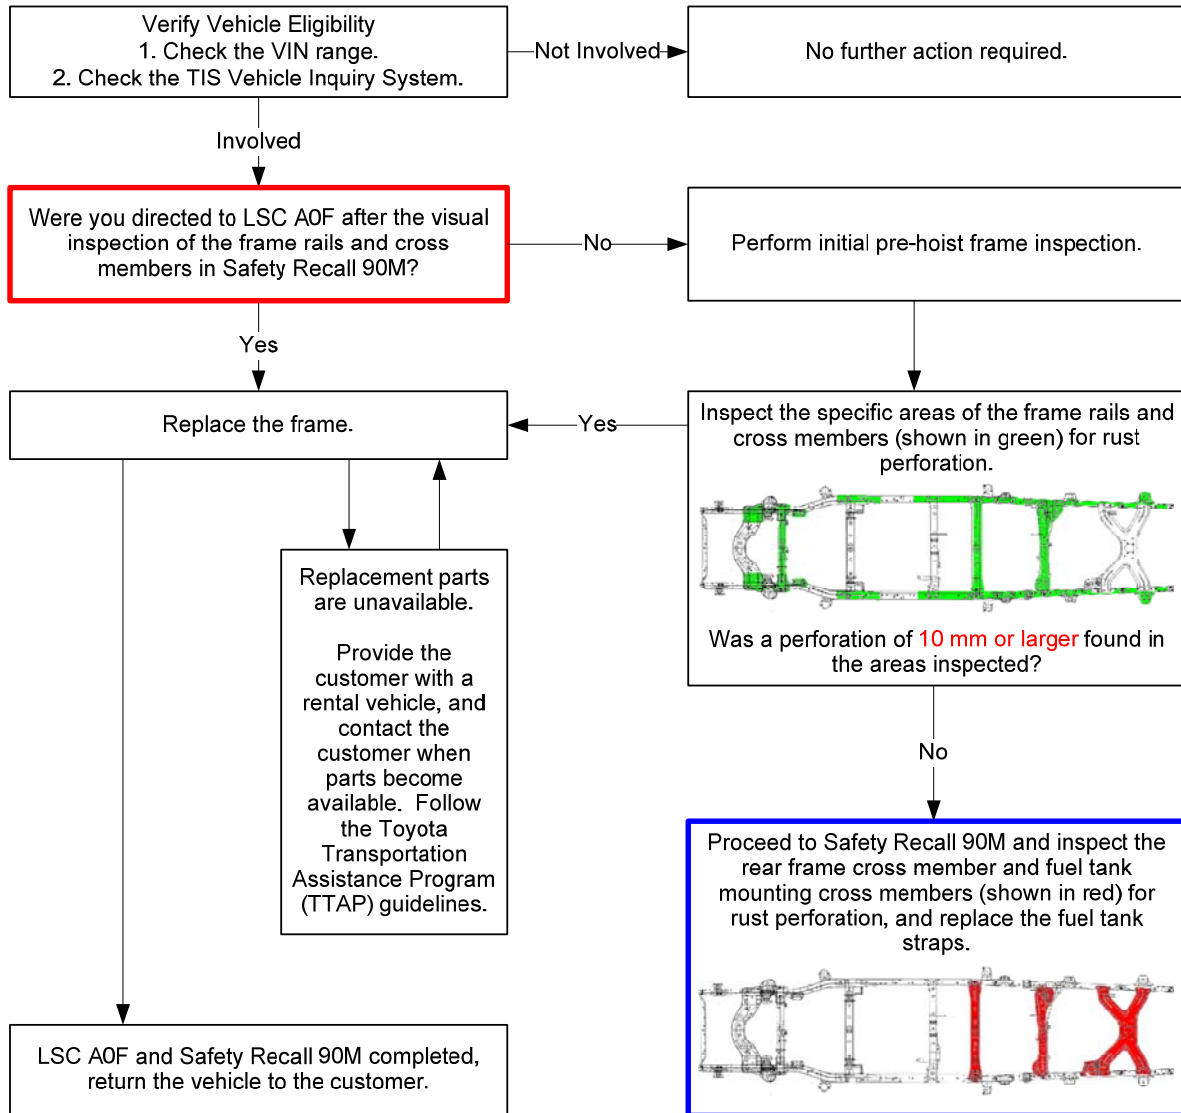 Verify Vehicle Eligibility
1. Check the VIN range.
2. Check the TIS Vehicle Inquiry System.
Not Involved
No further action required.
Involved
Were you directed to LSC A0F after the visual
inspection of the frame rails and cross
members in Safety Recall 90M?
No
Perform initial pre-hoist frame inspection.
Yes
Replace the frame.
Yes
Inspect the specific areas of the frame rails and
cross members (shown in green) for rust
perforation.
Was a perforation of 10 mm or larger found in
the areas inspected?
Replacement parts
are unavailable.
Provide the
customer with a
rental vehicle, and
contact the
customer when
parts become
available.  Follow
the Toyota
Transportation
Assistance Program
(TTAP) guidelines.
No
Proceed to Safety Recall 90M and inspect the
rear frame cross member and fuel tank
mounting cross members (shown in red) for
rust perforation, and replace the fuel tank
straps.
LSC A0F and Safety Recall 90M completed,
return the vehicle to the customer.